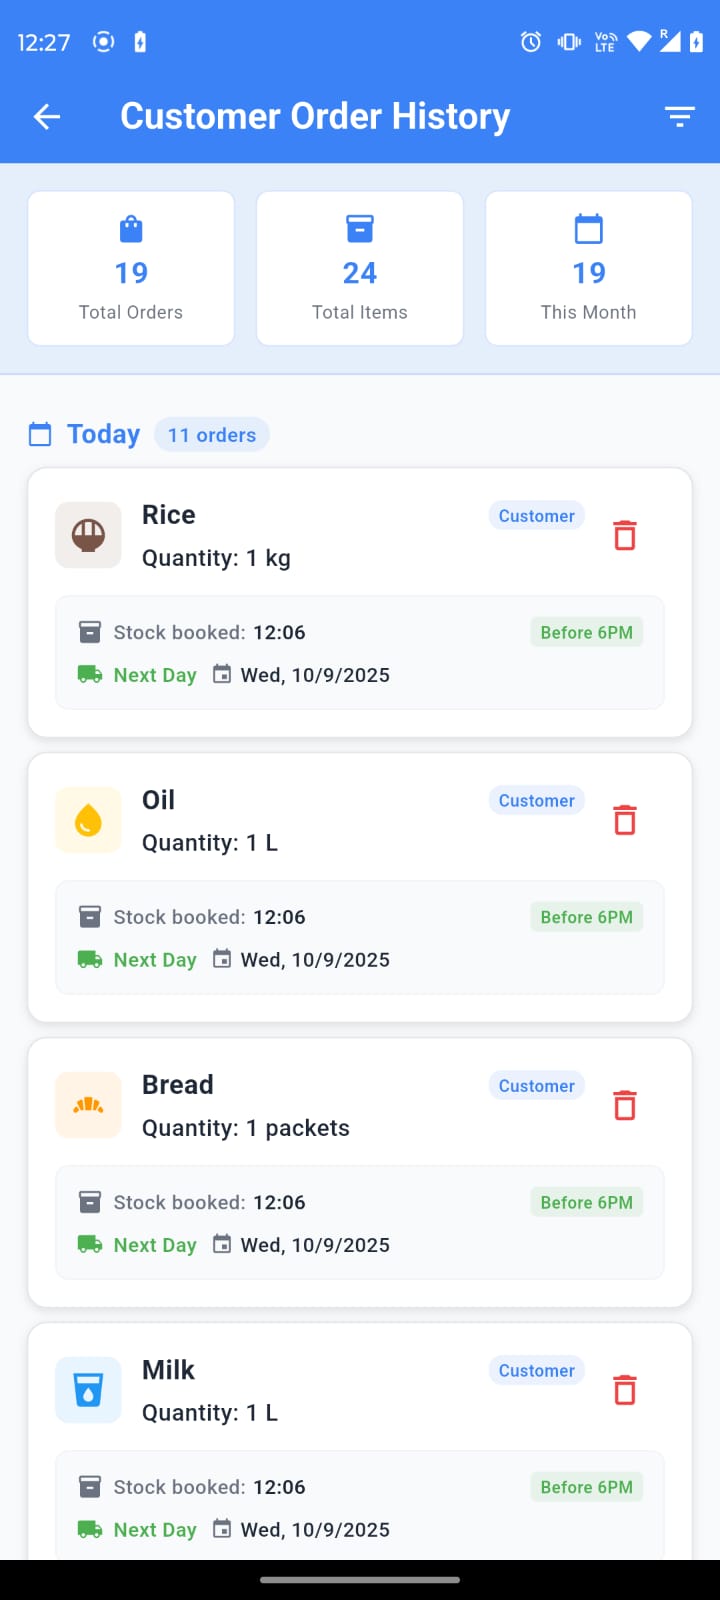 12:27
Vo LTE R
Customer Order History
19 24 19
Total Orders Total Items This Month
Today 11 orders
Rice Customer
Quantity: 1 kg
Stock booked: 12:06 Before 6PM
Next Day Wed, 10/9/2025
Oil Customer
Quantity: 1 L
Stock booked: 12:06 Before 6PM
Next Day Wed, 10/9/2025
Bread Customer
Quantity: 1 packets
Stock booked: 12:06 Before 6PM
Next Day Wed, 10/9/2025
Milk Customer
Quantity: 1 L
Stock booked: 12:06 Before 6PM
Next Day Wed, 10/9/2025